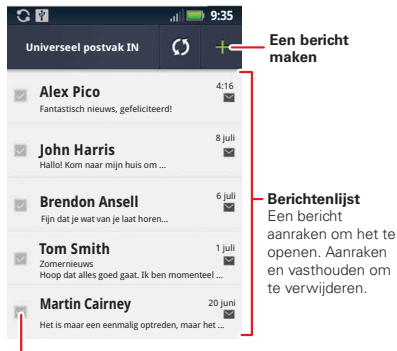 9:35
Universeel postvak IN
Een bericht
maken
Alex Pico
4:16
Fantastisch nieuws, gefeliciteerd!
John Harris
8 juli
Hallo! Kom naar mijn huis om ...
Brendon Ansell
6 juli
Fijn dat je wat van je laat horen...
Tom Smith
1 juli
Zomernieuws
Hoop dat alles goed gaat. Ik ben momenteel ...
Martin Cairney
20 juni
Het is maar een eenmalig optreden, maar het ...
Berichtenlijst
Een bericht
aanraken om het te
openen. Aanraken
en vasthouden om
te verwijderen.